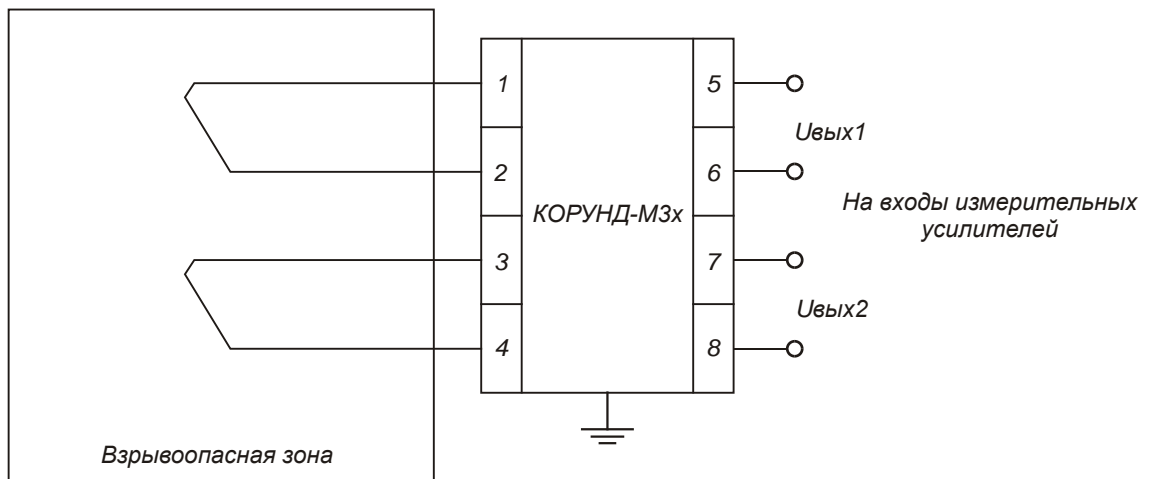 1
5
Uвых1
2
6
КОРУНД-М3х
На входы измерительных
усилителей
3
7
Uвых2
4
8
Взрывоопасная зона